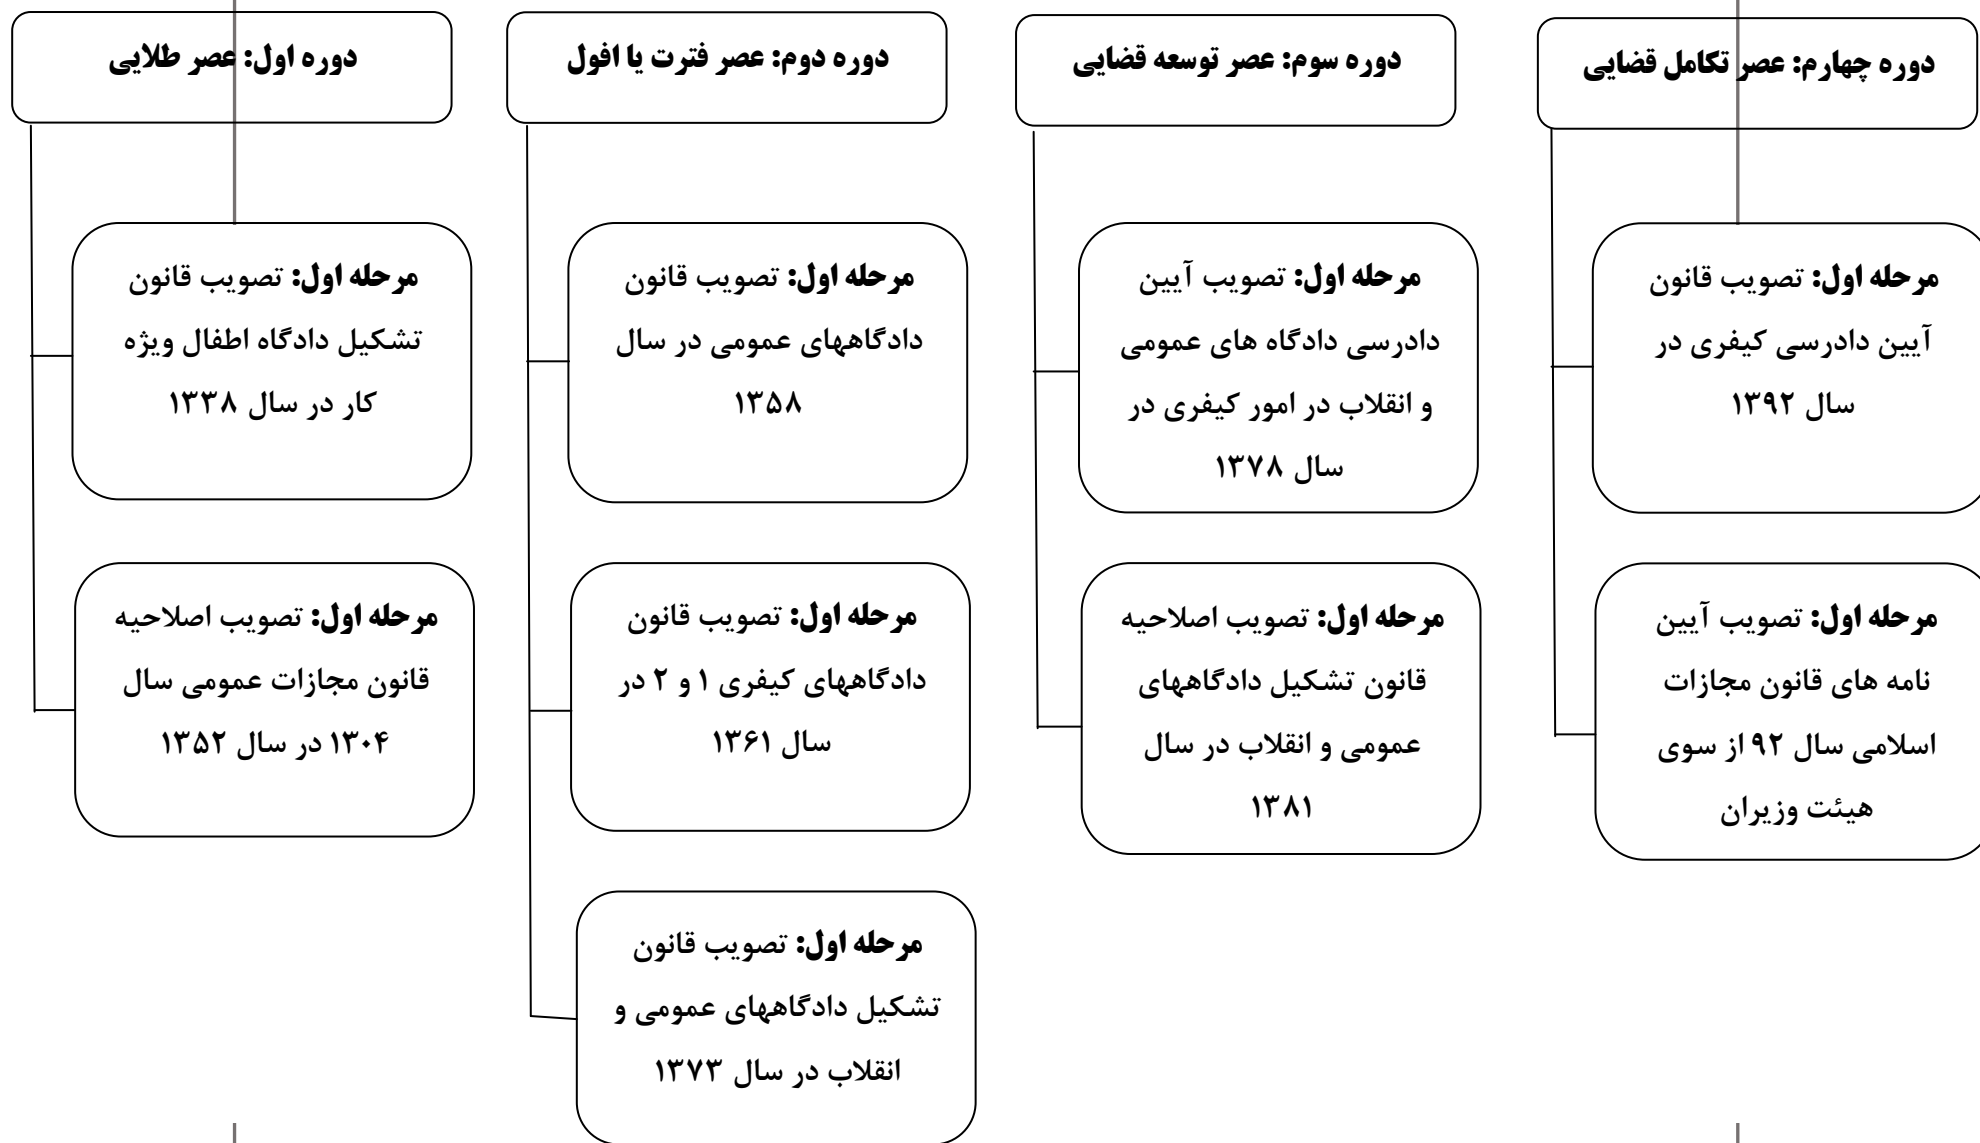 دوره اول: عصر طلایی
مرحله اول: تصویب قانون
تشکیل دادگاه اطفال ویژه
کار در سال ۱۳۳۸
مرحله اول: تصویب اصلاحیه
قانون مجازات عمومی سال
۱۳۰۴ در سال ۱۳۵۲
دوره دوم: عصر فترت یا افول
مرحله اول: تصویب قانون
دادگاههای عمومی در سال
۱۳۵۸
مرحله اول: تصویب قانون
دادگاههای کیفری ۱ و ۲ در
سال ۱۳۶۱
مرحله اول: تصویب قانون
تشکیل دادگاههای عمومی و
انقلاب در سال ۱۳۷۳
دوره سوم: عصر توسعه قضایی
مرحله اول: تصویب آیین
دادرسی دادگاه های عمومی
و انقلاب در امور کیفری در
سال ۱۳۷۸
مرحله اول: تصویب اصلاحیه
قانون تشکیل دادگاههای
عمومی و انقلاب در سال
۱۳۸۱
دوره چهارم: عصر تکامل قضایی
مرحله اول: تصویب قانون
آیین دادرسی کیفری در
سال ۱۳۹۲
مرحله اول: تصویب آیین
نامه های قانون مجازات
اسلامی سال ۹۲ از سوی
هیئت وزیران